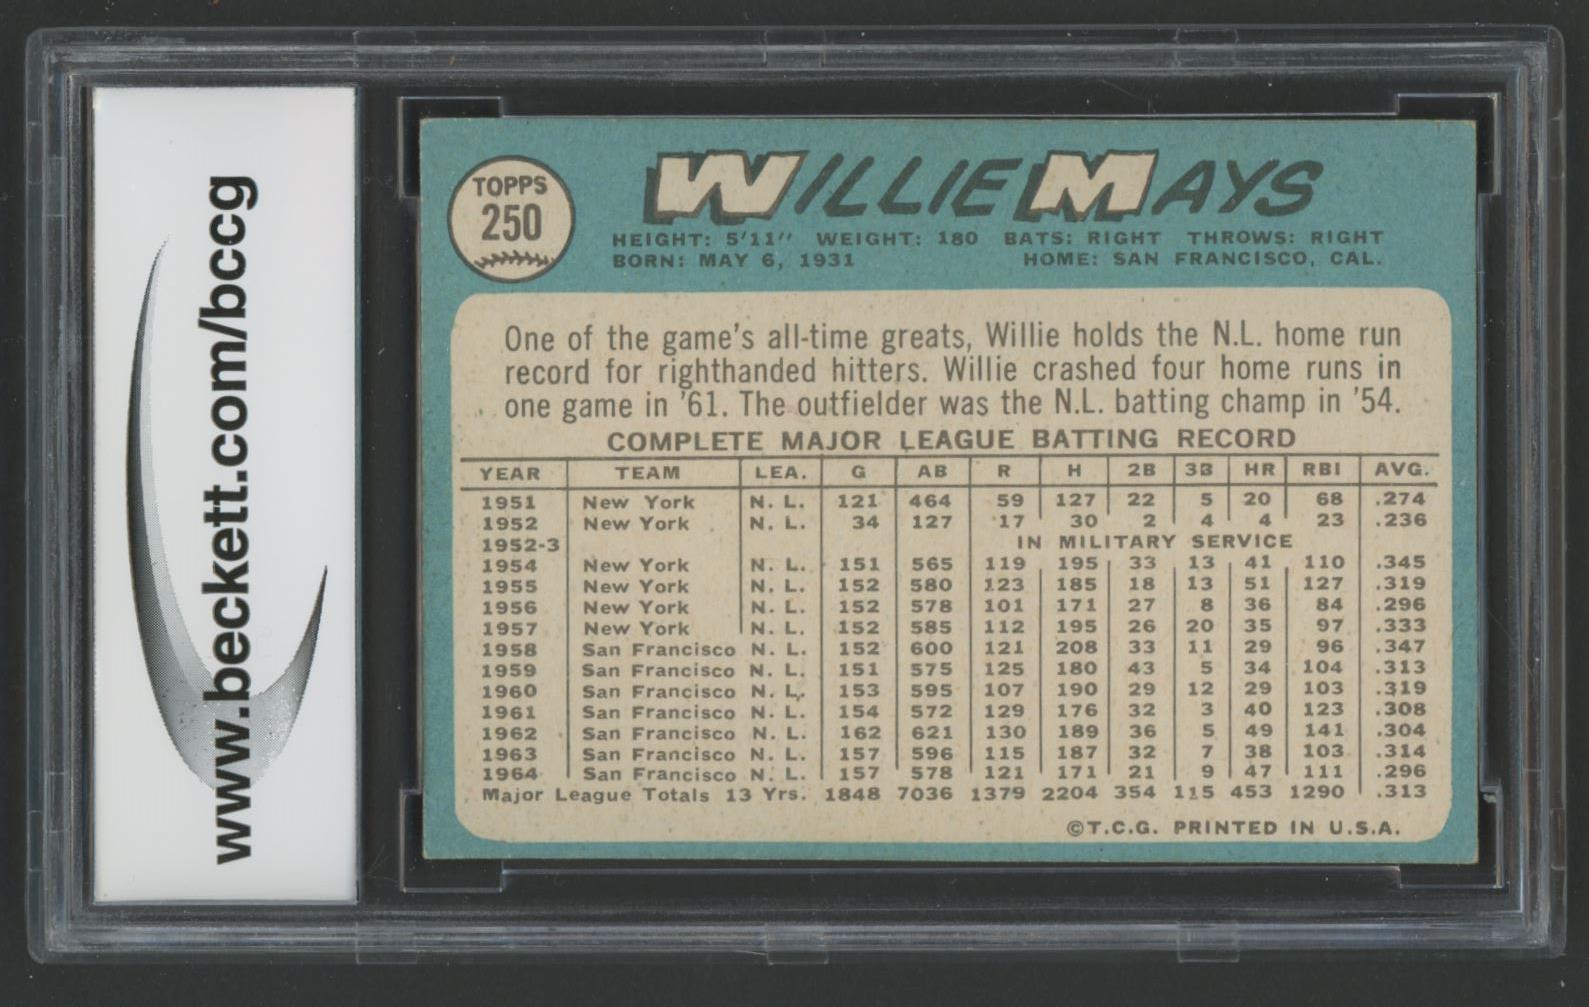 www.beckett.com/bccg
TOPPS
250
WILLIE MAYS
HEIGHT: 5'11" WEIGHT: 180 BATS: RIGHT THROWS: RIGHT
BORN: MAY 6, 1931 HOME: SAN FRANCISCO, CAL.
One of the game's all-time greats, Willie holds the N.L. home run
record for righthanded hitters. Willie crashed four home runs in
one game in '61. The outfielder was the N.L. batting champ in '54.
COMPLETE MAJOR LEAGUE BATTING RECORD
YEAR TEAM LEA. G AB R H 2B 3B HR RBI AVG.
1951 New York N. L. 121 464 59 127 22 5 20 68 .274
1952 New York N. L. 34 127 17 30 2 4 4 23 .236
1952-3 IN MILITARY SERVICE
1954 New York N. L. 151 565 119 195 33 13 41 110 .345
1955 New York N. L. 152 580 123 185 18 13 51 127 .319
1956 New York N. L. 152 578 101 171 27 8 36 84 .296
1957 New York N. L. 152 585 112 195 26 20 35 97 .333
1958 San Francisco N. L. 152 600 121 208 33 11 29 96 .347
1959 San Francisco N. L. 151 575 125 180 43 5 34 104 .313
1960 San Francisco N. L. 153 595 107 190 29 12 29 103 .319
1961 San Francisco N. L. 154 572 129 176 32 3 40 123 .308
1962 San Francisco N. L. 162 621 130 189 36 5 49 141 .304
1963 San Francisco N. L. 157 596 115 187 32 7 38 103 .314
1964 San Francisco N. L. 157 578 121 171 21 9 47 111 .296
Major League Totals 13 Yrs. 1848 7036 1379 2204 354 115 453 1290 .313
©T.C.G. PRINTED IN U.S.A.